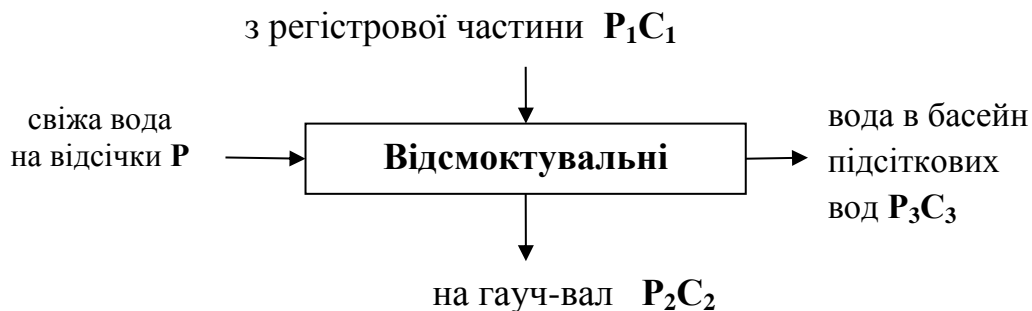 з регістрової частини P₁C₁
свіжа вода
на відсічки P
Відсмоктувальні
вода в басейн
підсіткових
вод P₃C₃
на гауч-вал P₂C₂